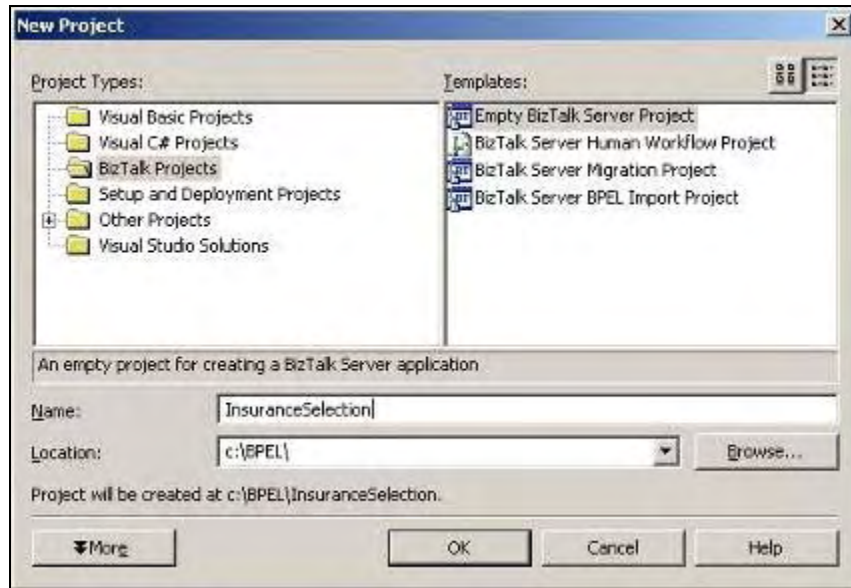 New Project
Project Types:
Templates:
Visual Basic Projects
Visual C# Projects
BizTalk Projects
Setup and Deployment Projects
Other Projects
Visual Studio Solutions
Empty BizTalk Server Project
BizTalk Server Human Workflow Project
BizTalk Server Migration Project
BizTalk Server BPEL Import Project
An empty project for creating a BizTalk Server application
Name:
InsuranceSelection
Location:
c:\BPEL\
Browse...
Project will be created at c:\BPEL\InsuranceSelection.
More
OK
Cancel
Help